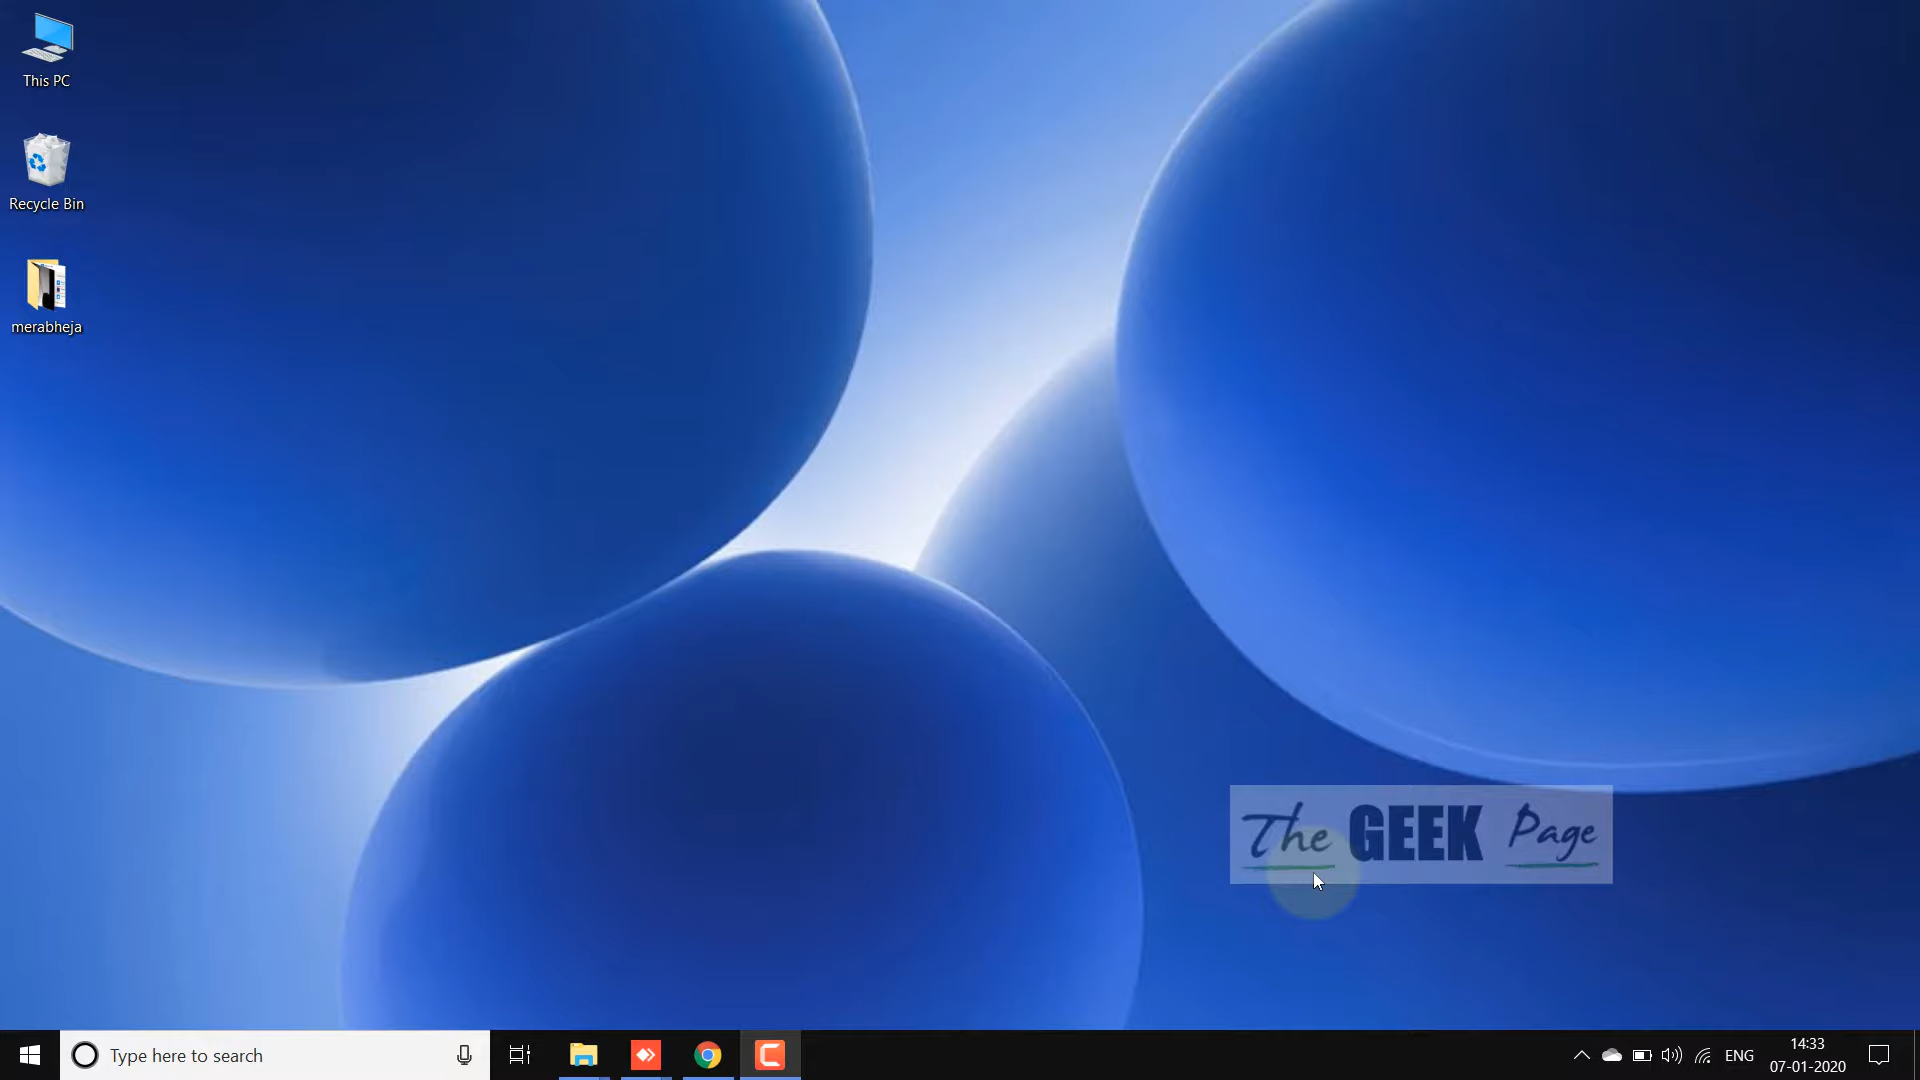 This PC
Recycle Bin
merabheja
The GEEK Page
Type here to search
ENG
14:33
07-01-2020